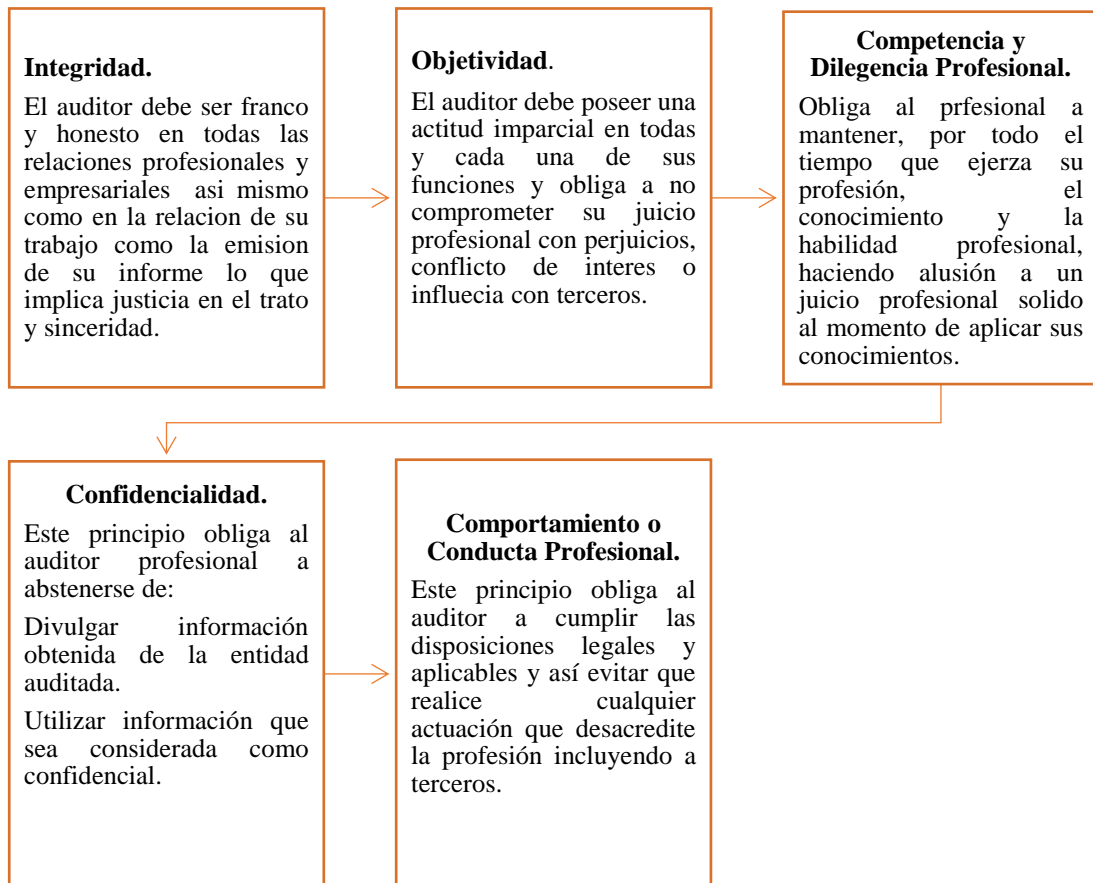 Integridad.
El auditor debe ser franco
y honesto en todas las
relaciones profesionales y
empresariales asi mismo
como en la relacion de su
trabajo como la emision
de su informe lo que
implica justicia en el trato
y sinceridad.
Objetividad.
El auditor debe poseer una
actitud imparcial en todas
y cada una de sus
funciones y obliga a no
comprometer su juicio
profesional con perjuicios,
conflicto de interes o
influecia con terceros.
Competencia y
Dilegencia Profesional.
Obliga al prfesional a
mantener, por todo el
tiempo que ejerza su
profesión, el
conocimiento y la
habilidad profesional,
haciendo alusión a un
juicio profesional solido
al momento de aplicar sus
conocimientos.
Confidencialidad.
Este principio obliga al
auditor profesional a
abstenerse de:
Divulgar información
obtenida de la entidad
auditada.
Utilizar información que
sea considerada como
confidencial.
Comportamiento o
Conducta Profesional.
Este principio obliga al
auditor a cumplir las
disposiciones legales y
aplicables y así evitar que
realice cualquier
actuación que desacredite
la profesión incluyendo a
terceros.